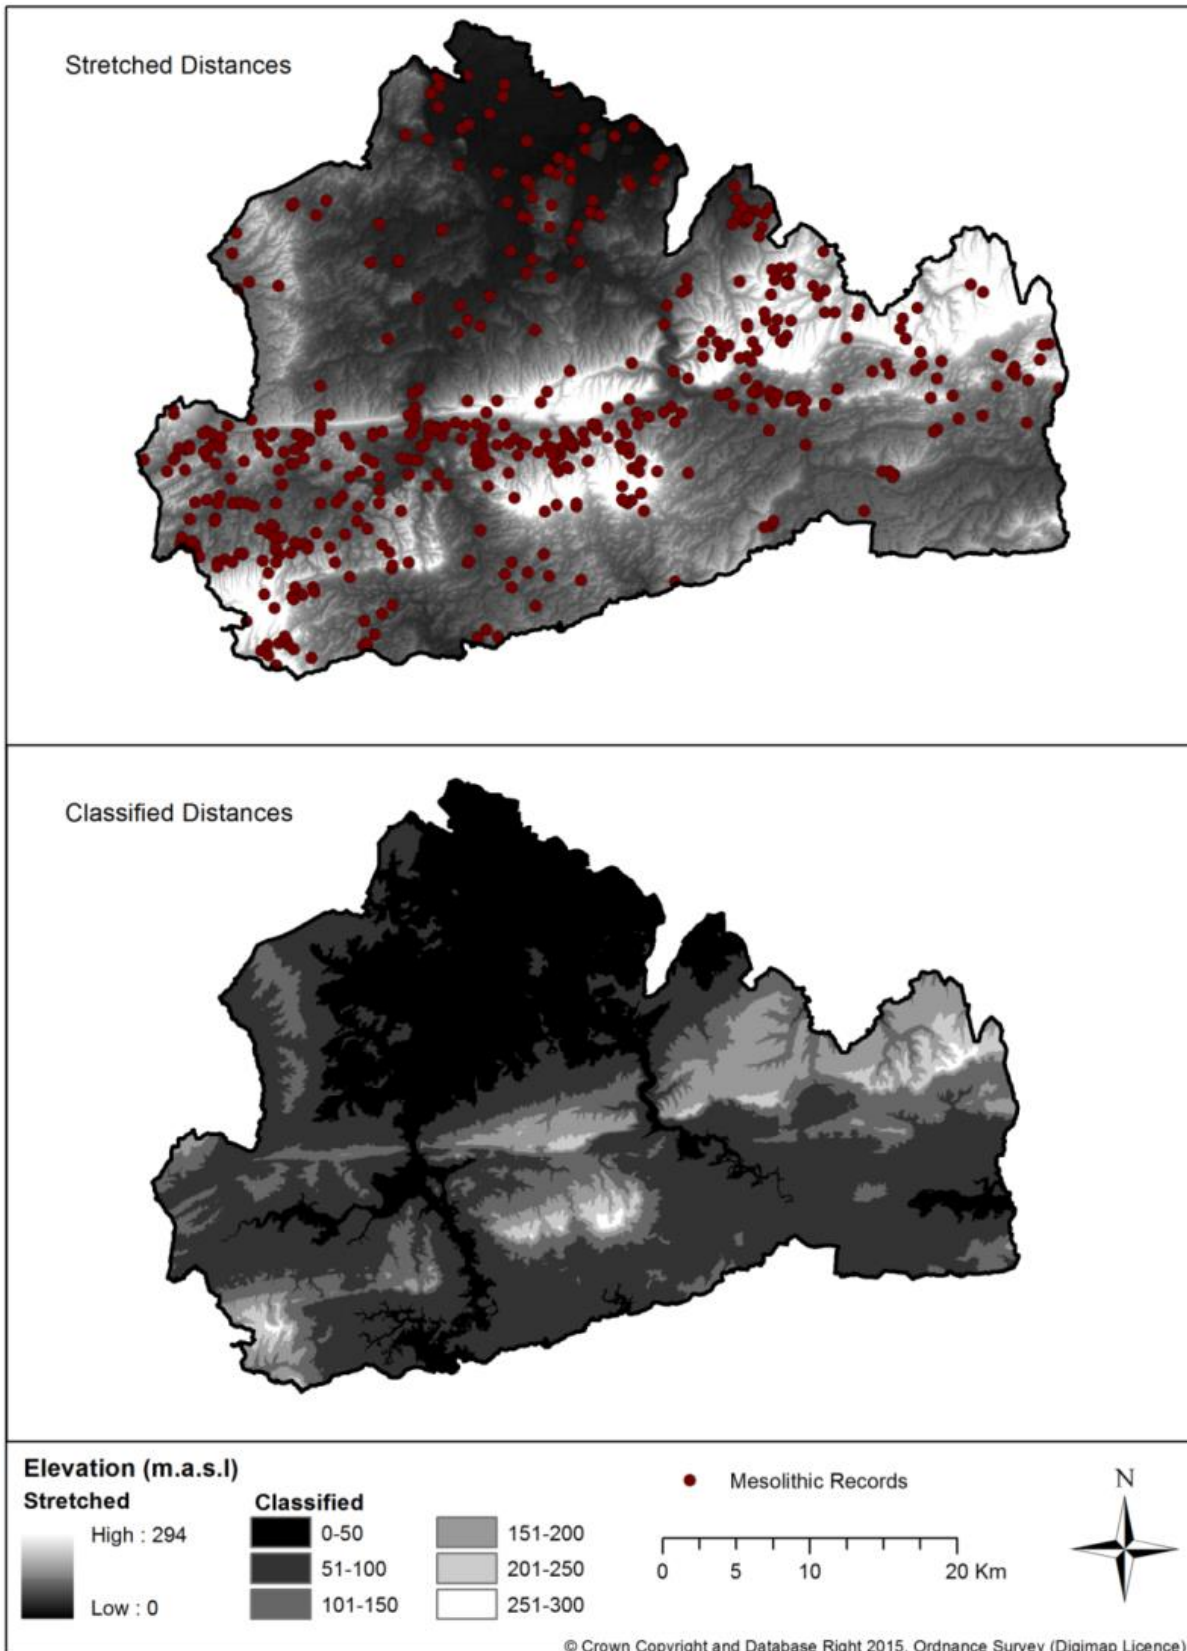 Stretched Distances
Classified Distances
Elevation (m.a.s.l)
Stretched
High : 294
Low : 0
Classified
0-50
51-100
101-150
151-200
201-250
251-300
Mesolithic Records
0 5 10 20 Km
N
© Crown Copyright and Database Right 2015. Ordnance Survey (Digimap Licence)